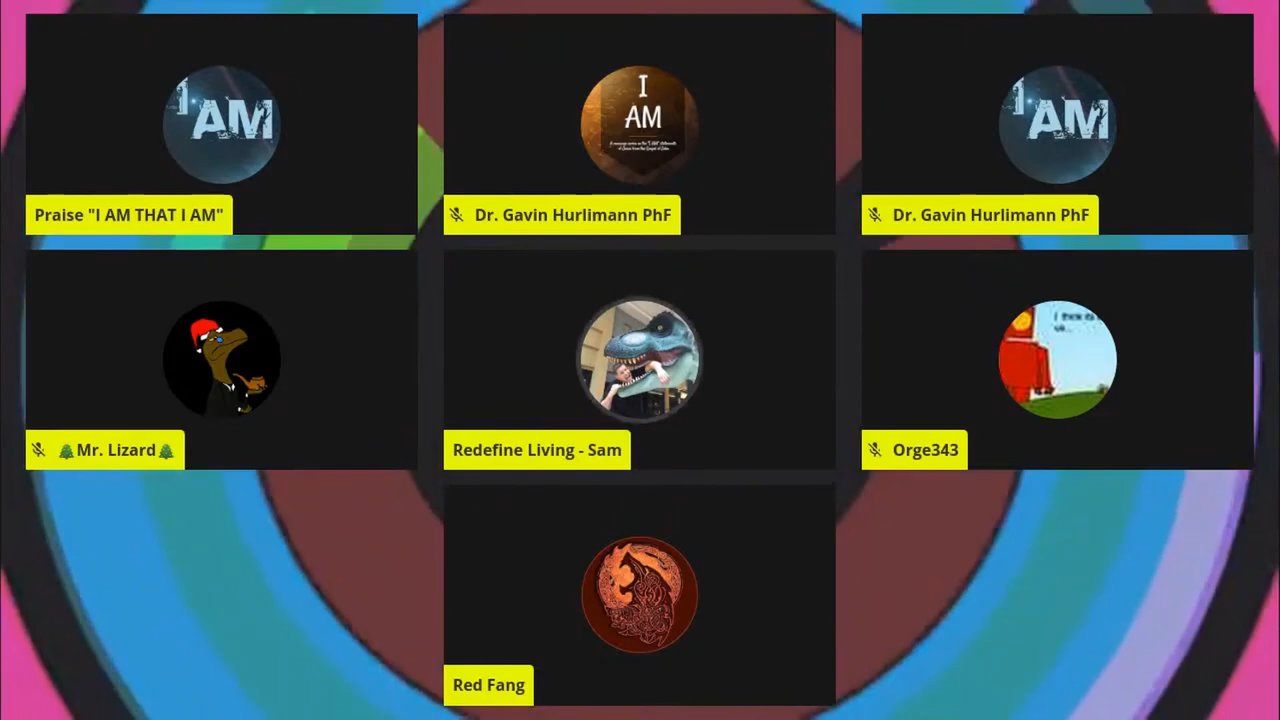 I
AM
Praise "I AM THAT I AM"
I
AM
Dr. Gavin Hurlimann PhF
I
AM
Dr. Gavin Hurlimann PhF
🌲Mr. Lizard🌲
Redefine Living - Sam
I think
Orge343
Red Fang